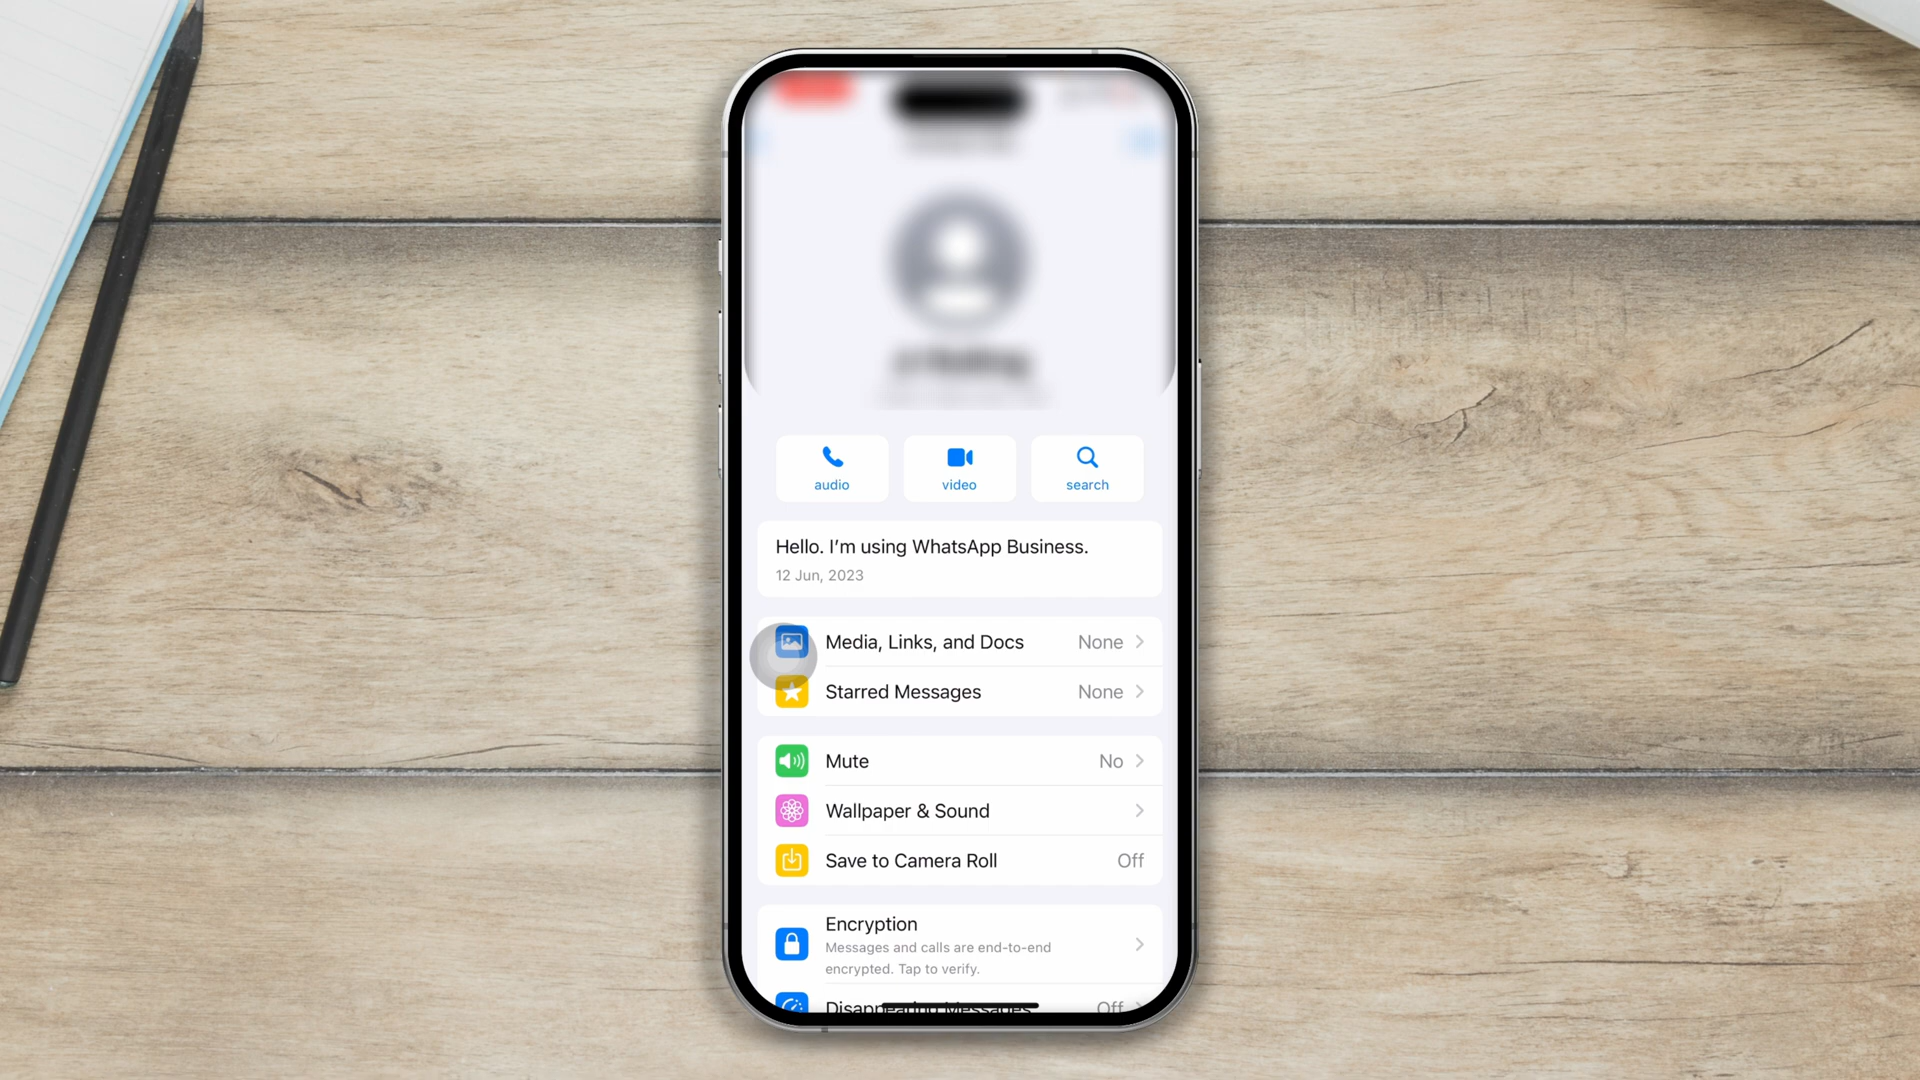 audio video search
Hello. I'm using WhatsApp Business.
12 Jun, 2023
Media, Links, and Docs None
Starred Messages None
Mute No
Wallpaper & Sound
Save to Camera Roll Off
Encryption
Messages and calls are end-to-end
encrypted. Tap to verify.
Disappearing Messages Off